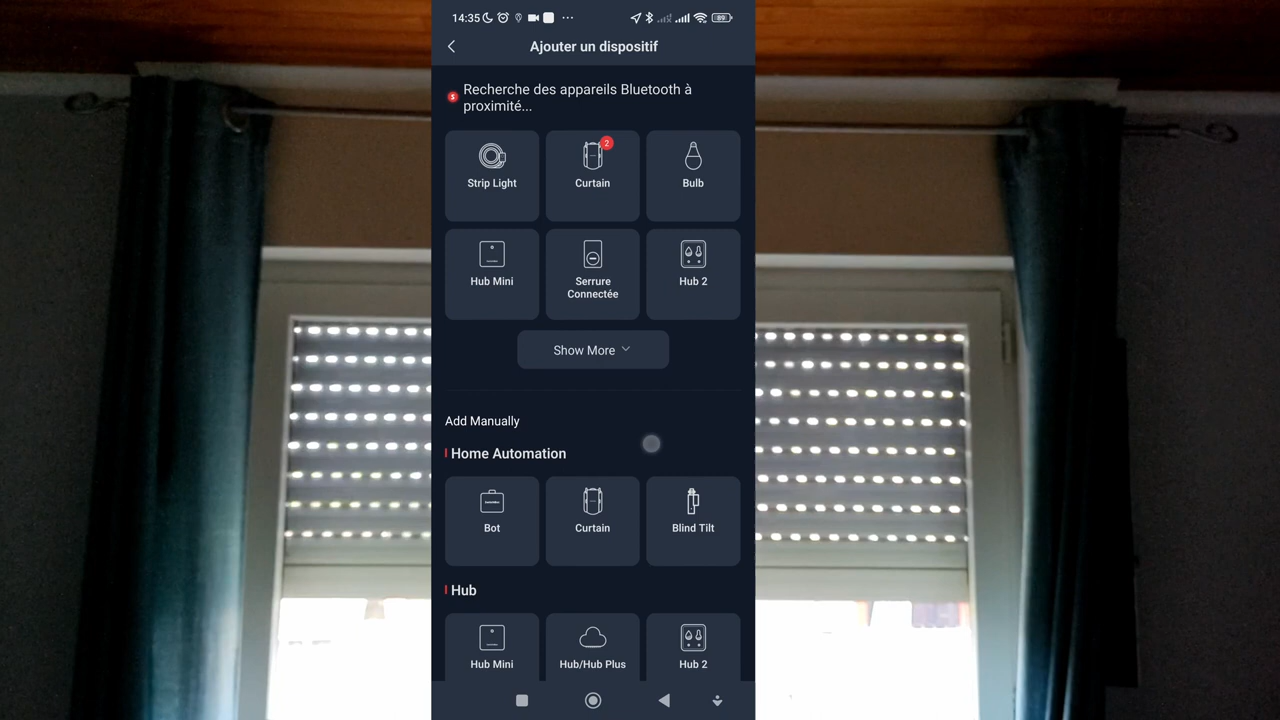 14:35
89
Ajouter un dispositif
Recherche des appareils Bluetooth à
proximité...
Strip Light
2
Curtain
Bulb
Hub Mini
Serrure
Connectée
Hub 2
Show More
Add Manually
Home Automation
Bot
Curtain
Blind Tilt
Hub
Hub Mini
Hub/Hub Plus
Hub 2